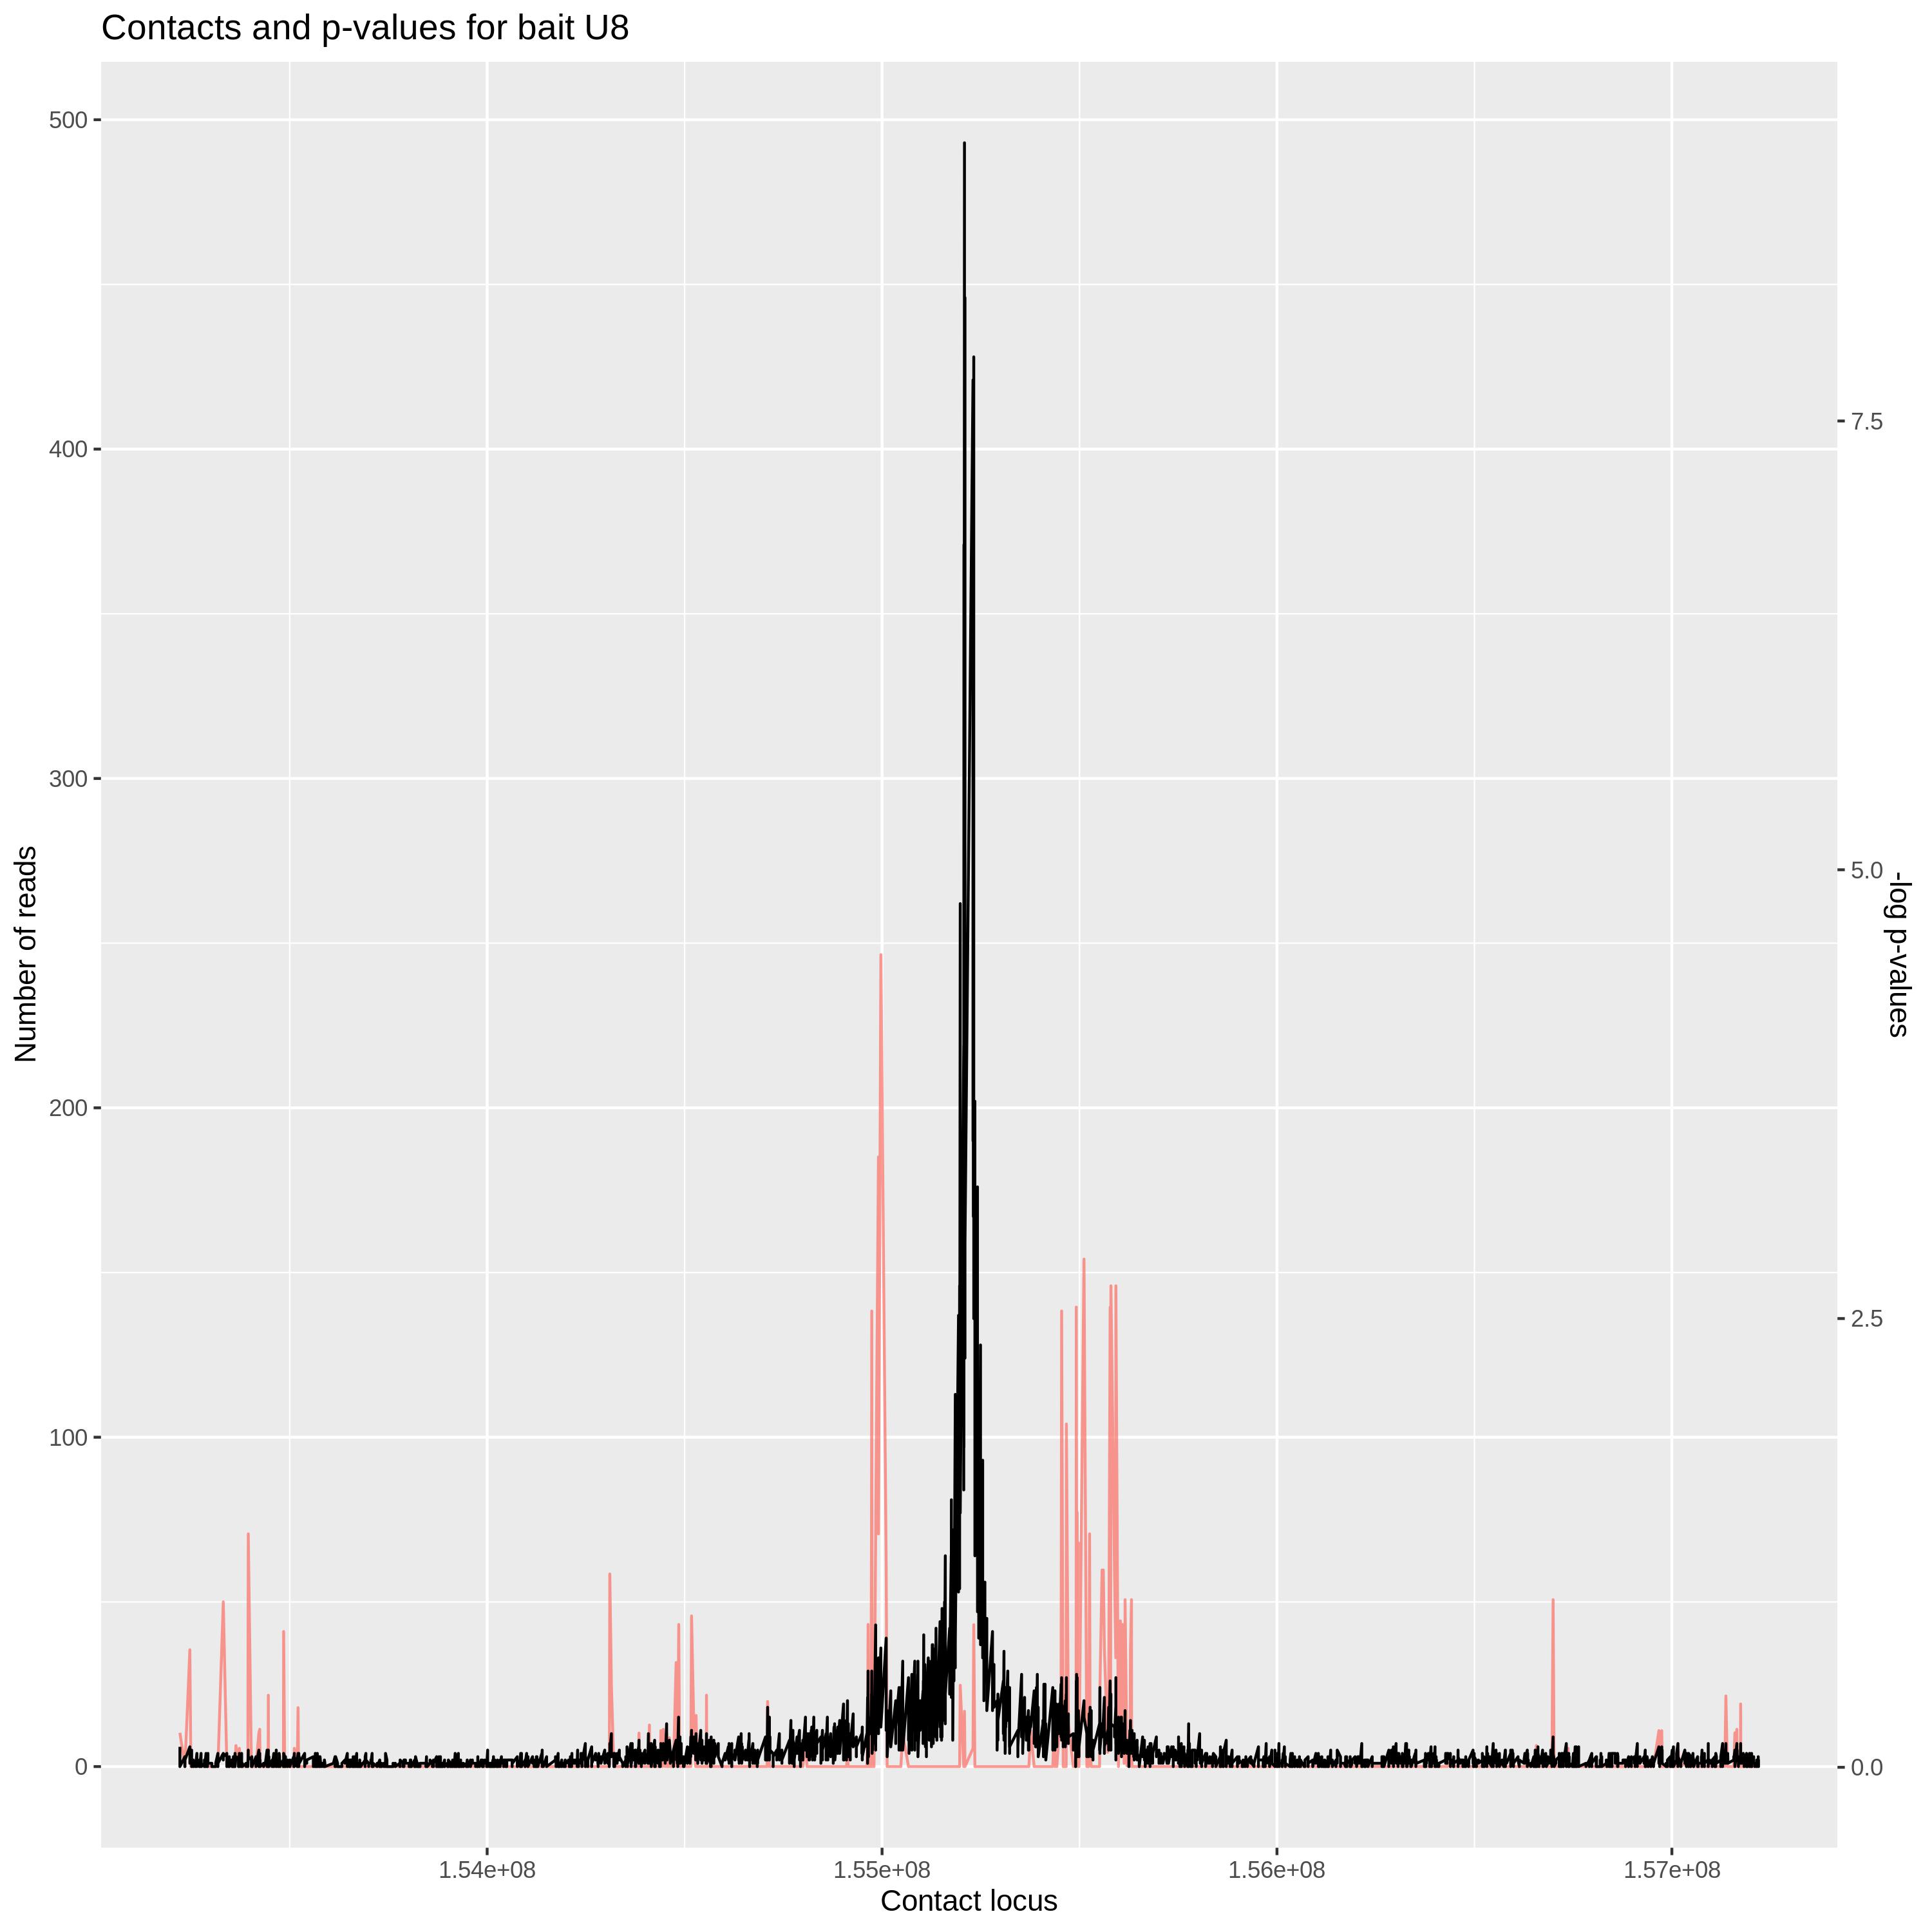 Contacts and p-values for bait U8
500
400
300
200
100
0
Number of reads
7.5
5.0
2.5
0.0
-log p-values
1.54e+08
1.55e+08
1.56e+08
1.57e+08
Contact locus